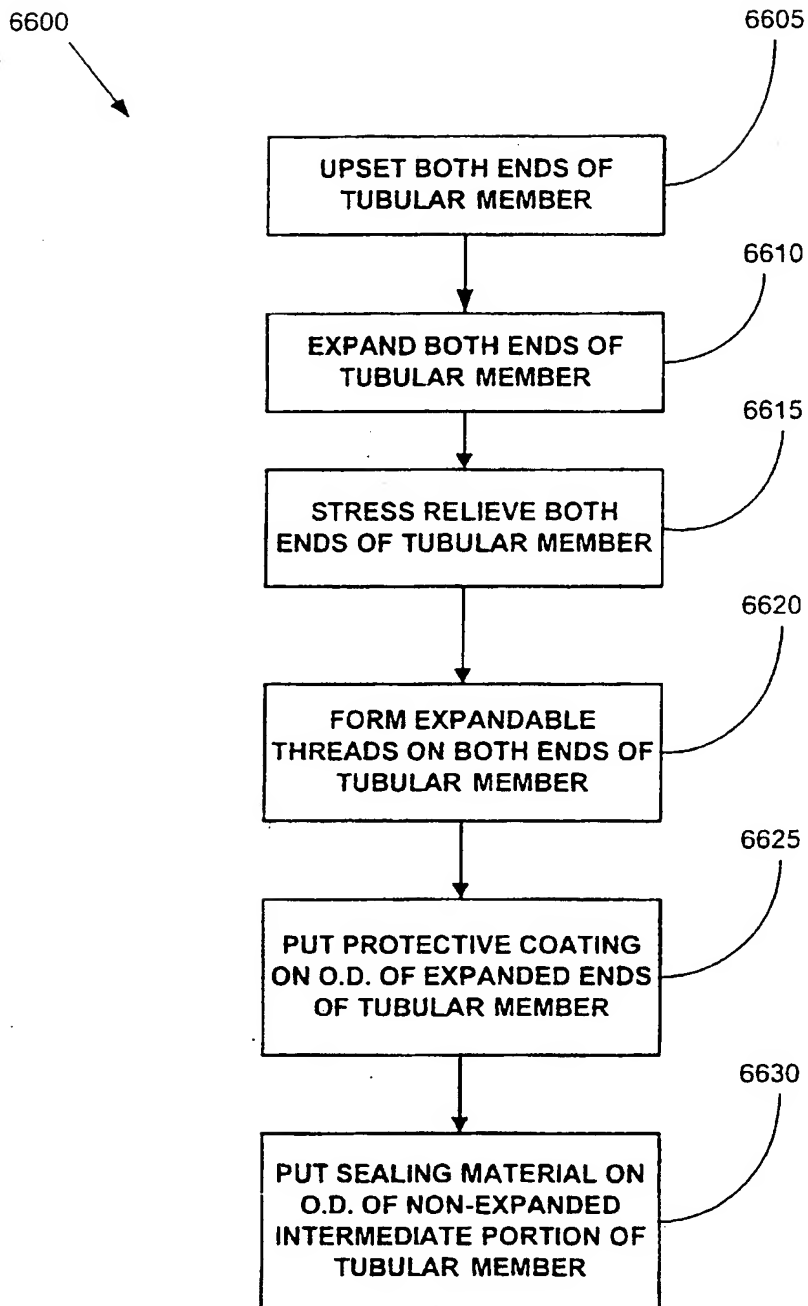 6600
6605
UPSET BOTH ENDS OF
TUBULAR MEMBER
6610
EXPAND BOTH ENDS OF
TUBULAR MEMBER
6615
STRESS RELIEVE BOTH
ENDS OF TUBULAR MEMBER
6620
FORM EXPANDABLE
THREADS ON BOTH ENDS OF
TUBULAR MEMBER
6625
PUT PROTECTIVE COATING
ON O.D. OF EXPANDED ENDS
OF TUBULAR MEMBER
6630
PUT SEALING MATERIAL ON
O.D. OF NON-EXPANDED
INTERMEDIATE PORTION OF
TUBULAR MEMBER